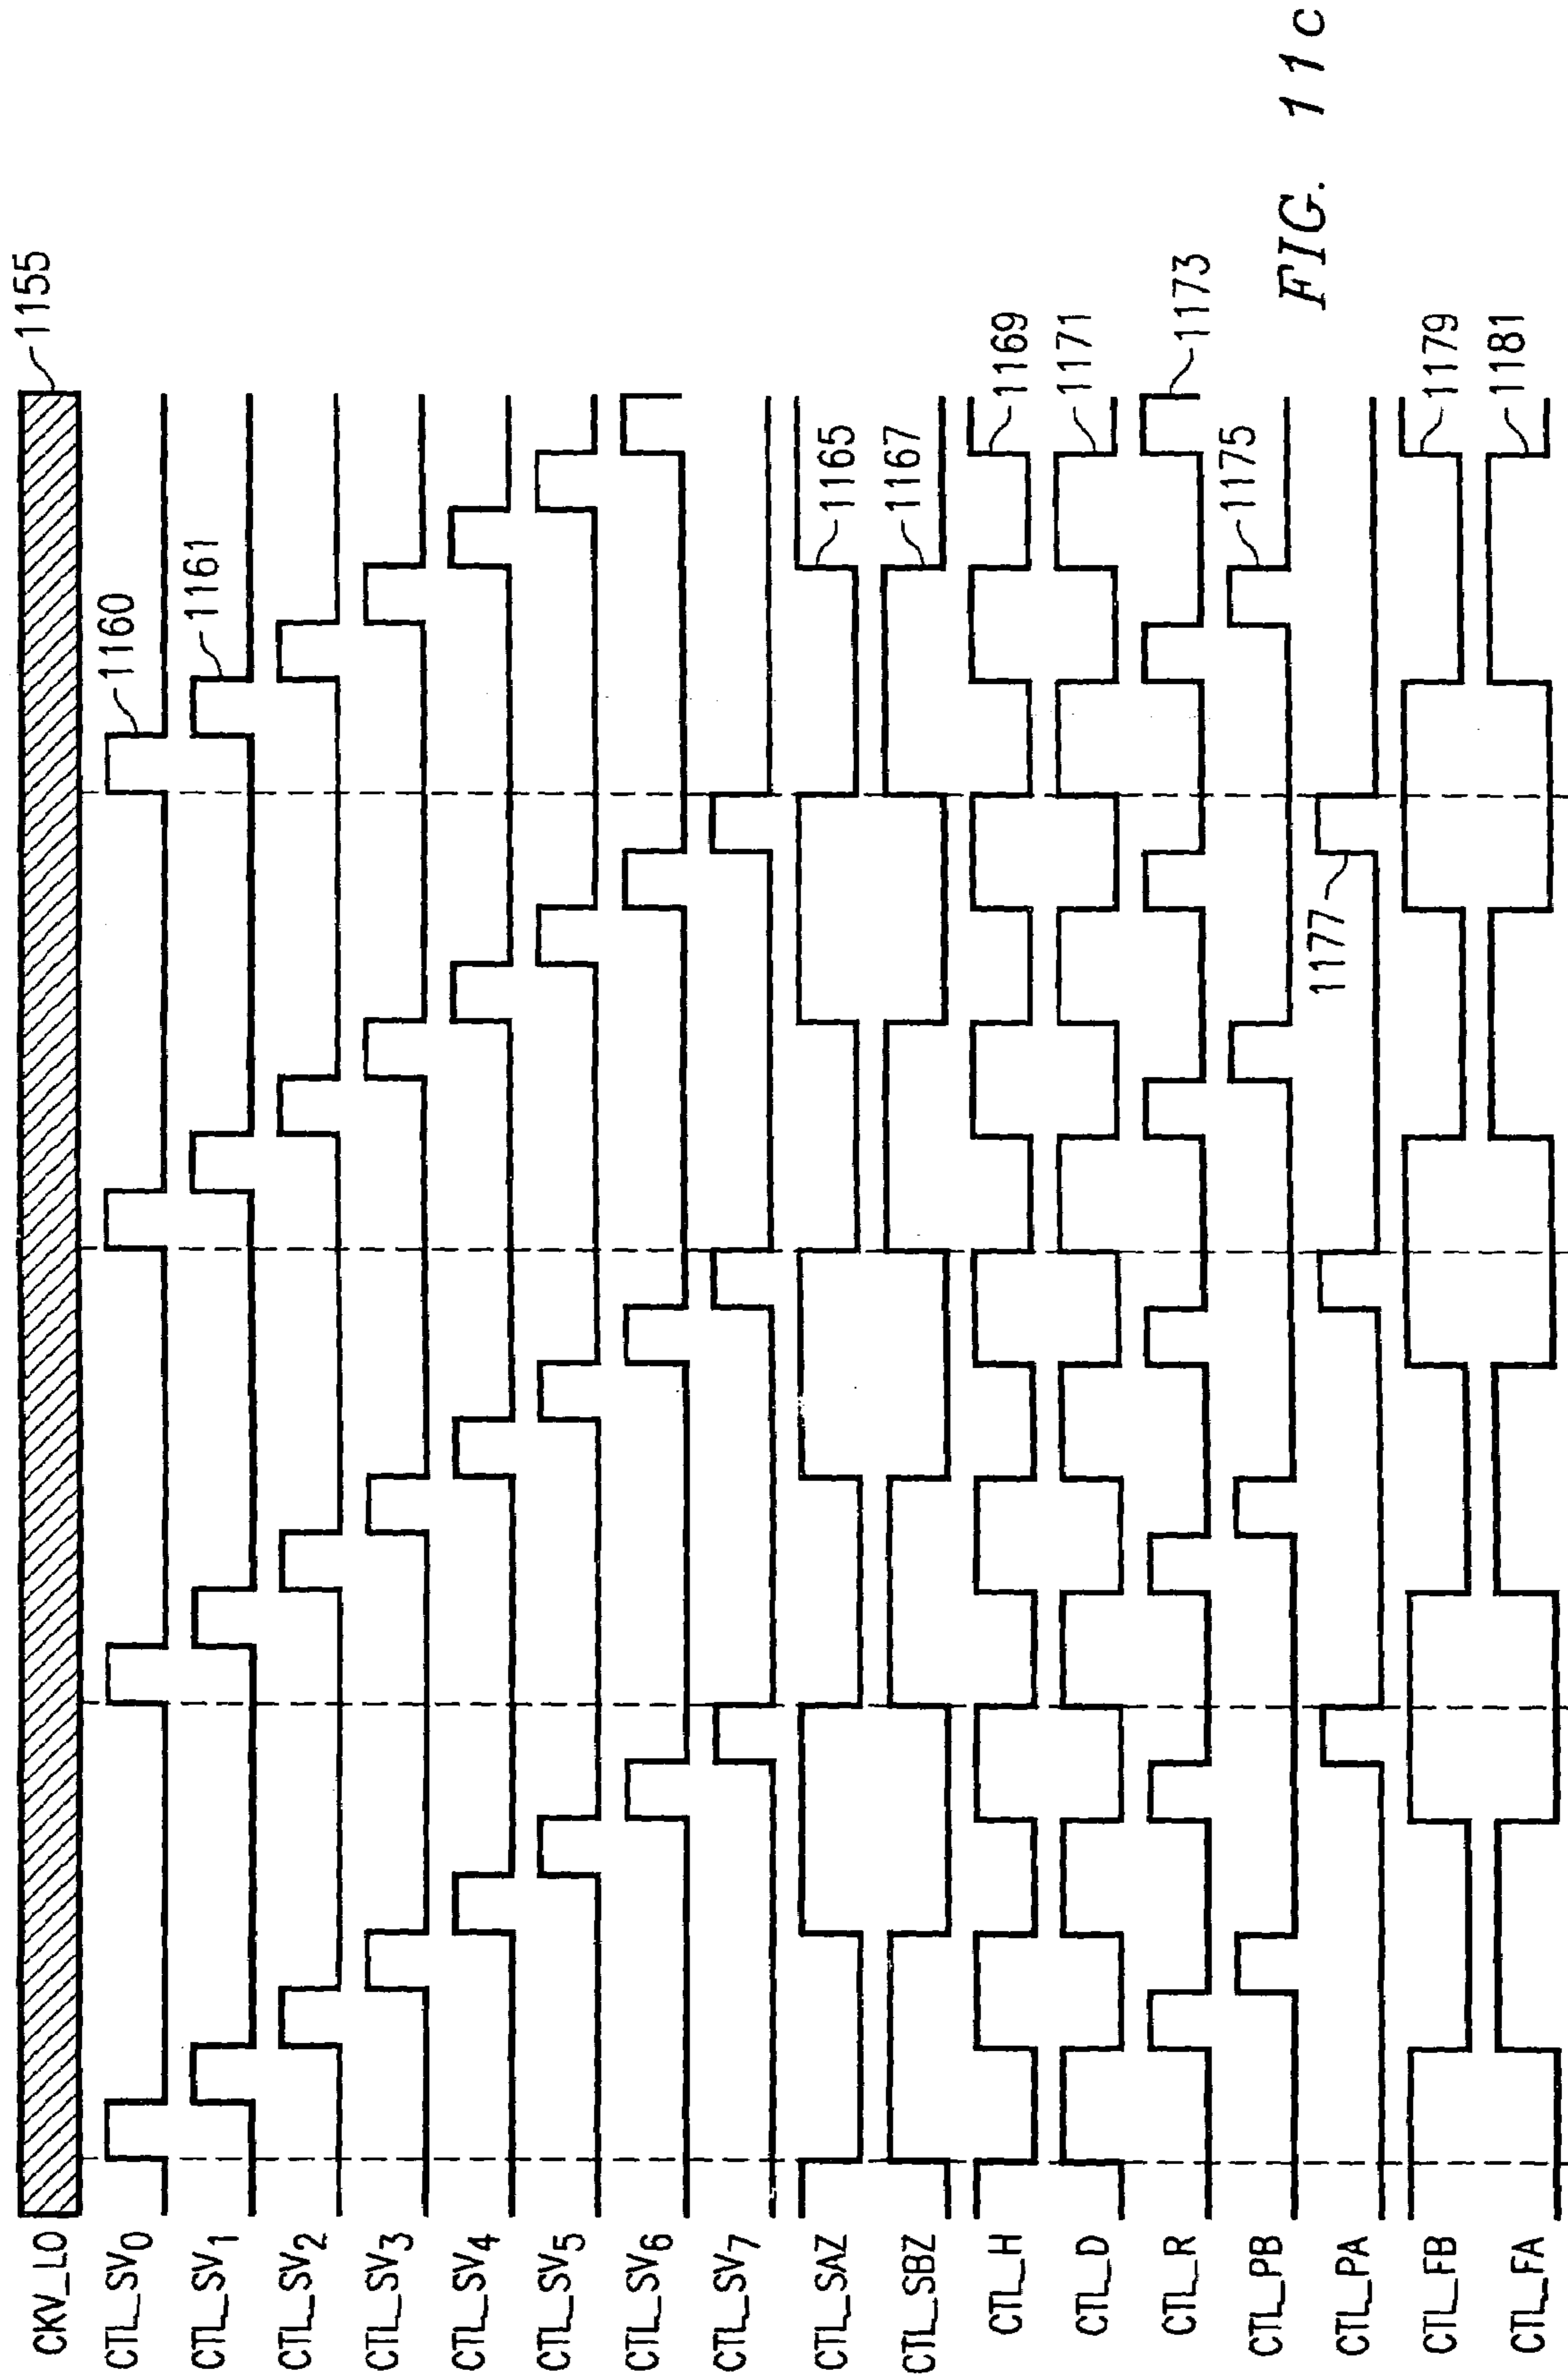 CKV_LO
1155
CTL_SV0
1160
CTL_SV1
1161
CTL_SV2
CTL_SV3
CTL_SV4
CTL_SV5
CTL_SV6
CTL_SV7
CTL_SAZ
1165
CTL_SBZ
1167
CTL_H
1169
CTL_D
1171
CTL_R
1173
CTL_PB
1175
CTL_PA
1177
CTL_FB
1179
CTL_FA
1181
FIG. 11c